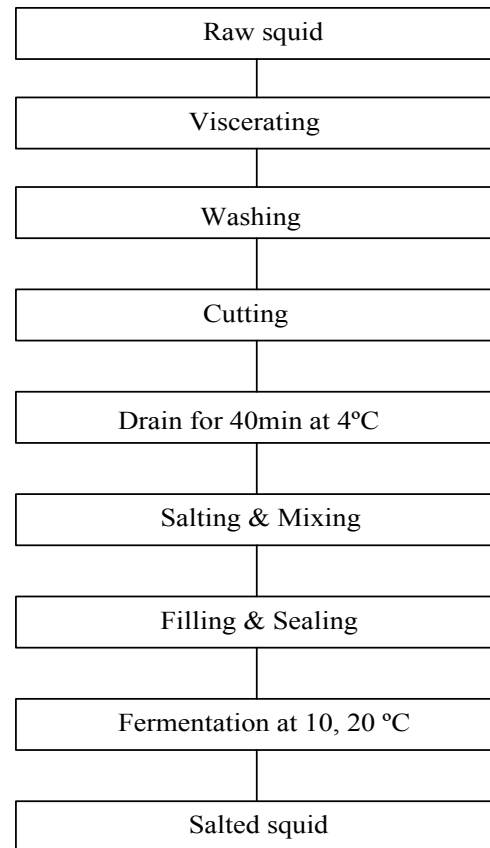 Raw squid
Viscerating
Washing
Cutting
Drain for 40min at 4ºC
Salting & Mixing
Filling & Sealing
Fermentation at 10, 20 ºC
Salted squid